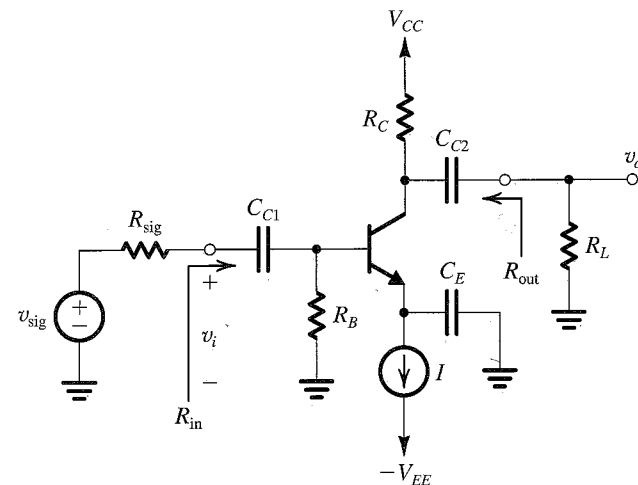 V_CC
R_C
C_C2
v_o
R_sig
C_C1
R_out
R_L
v_sig
+
−
+
v_i
−
R_B
C_E
I
R_in
−V_EE